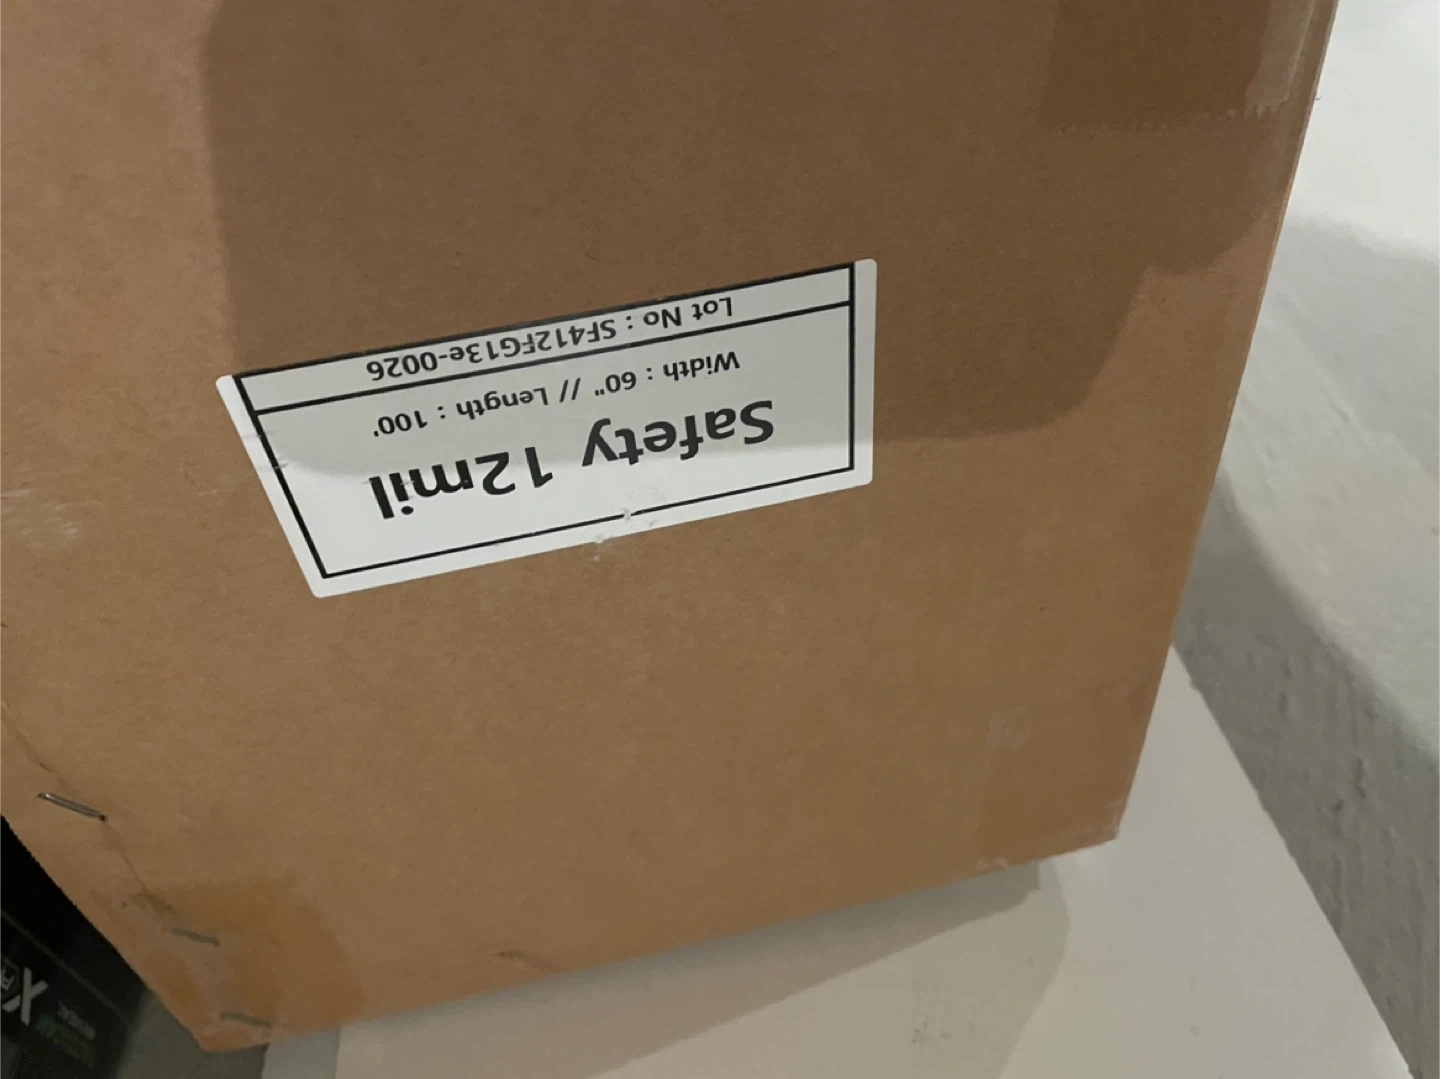 Safety 12mil
Width : 60" // Length : 100'
Lot No : SF412FG13e-0026
X